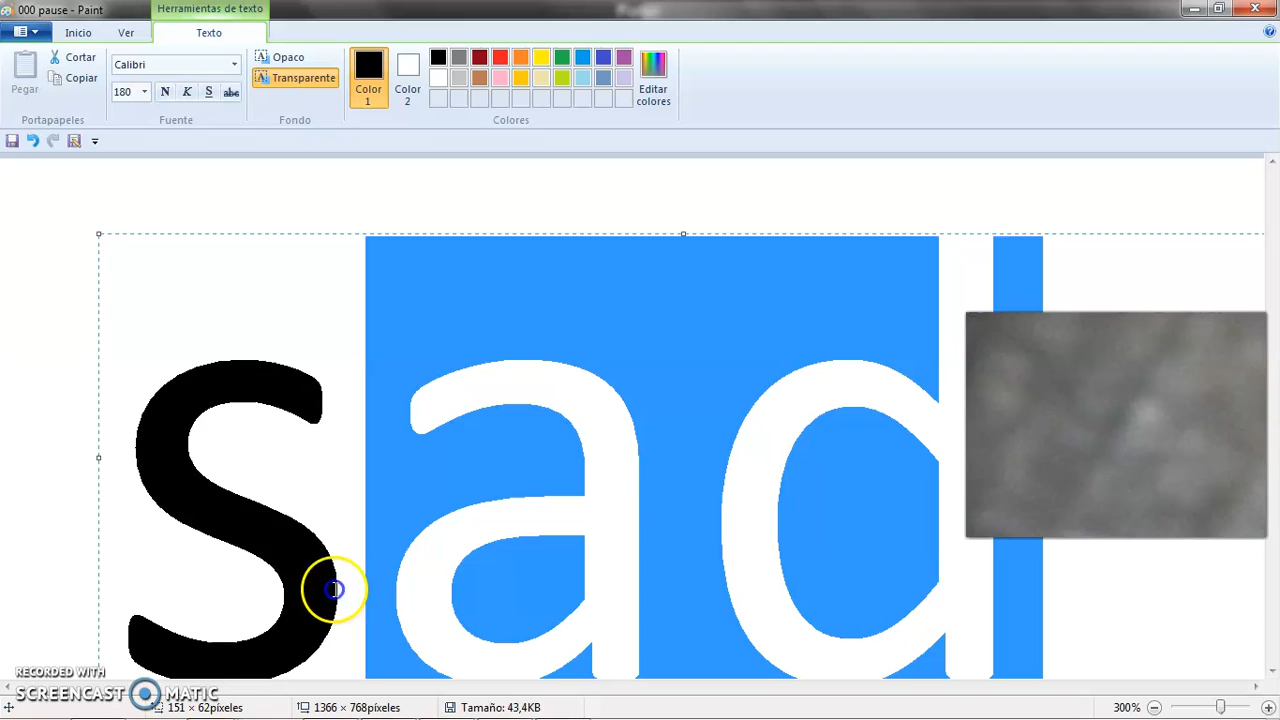 000 pause - Paint
Herramientas de texto
Inicio
Ver
Texto
Pegar
Cortar
Copiar
Portapapeles
Calibri
180
N K S abc
Fuente
Opaco
Transparente
Fondo
Color 1
Color 2
Editar colores
Colores
sad
RECORDED WITH
SCREENCAST MATIC
151 × 62píxeles
1366 × 768píxeles
Tamaño: 43,4KB
300%